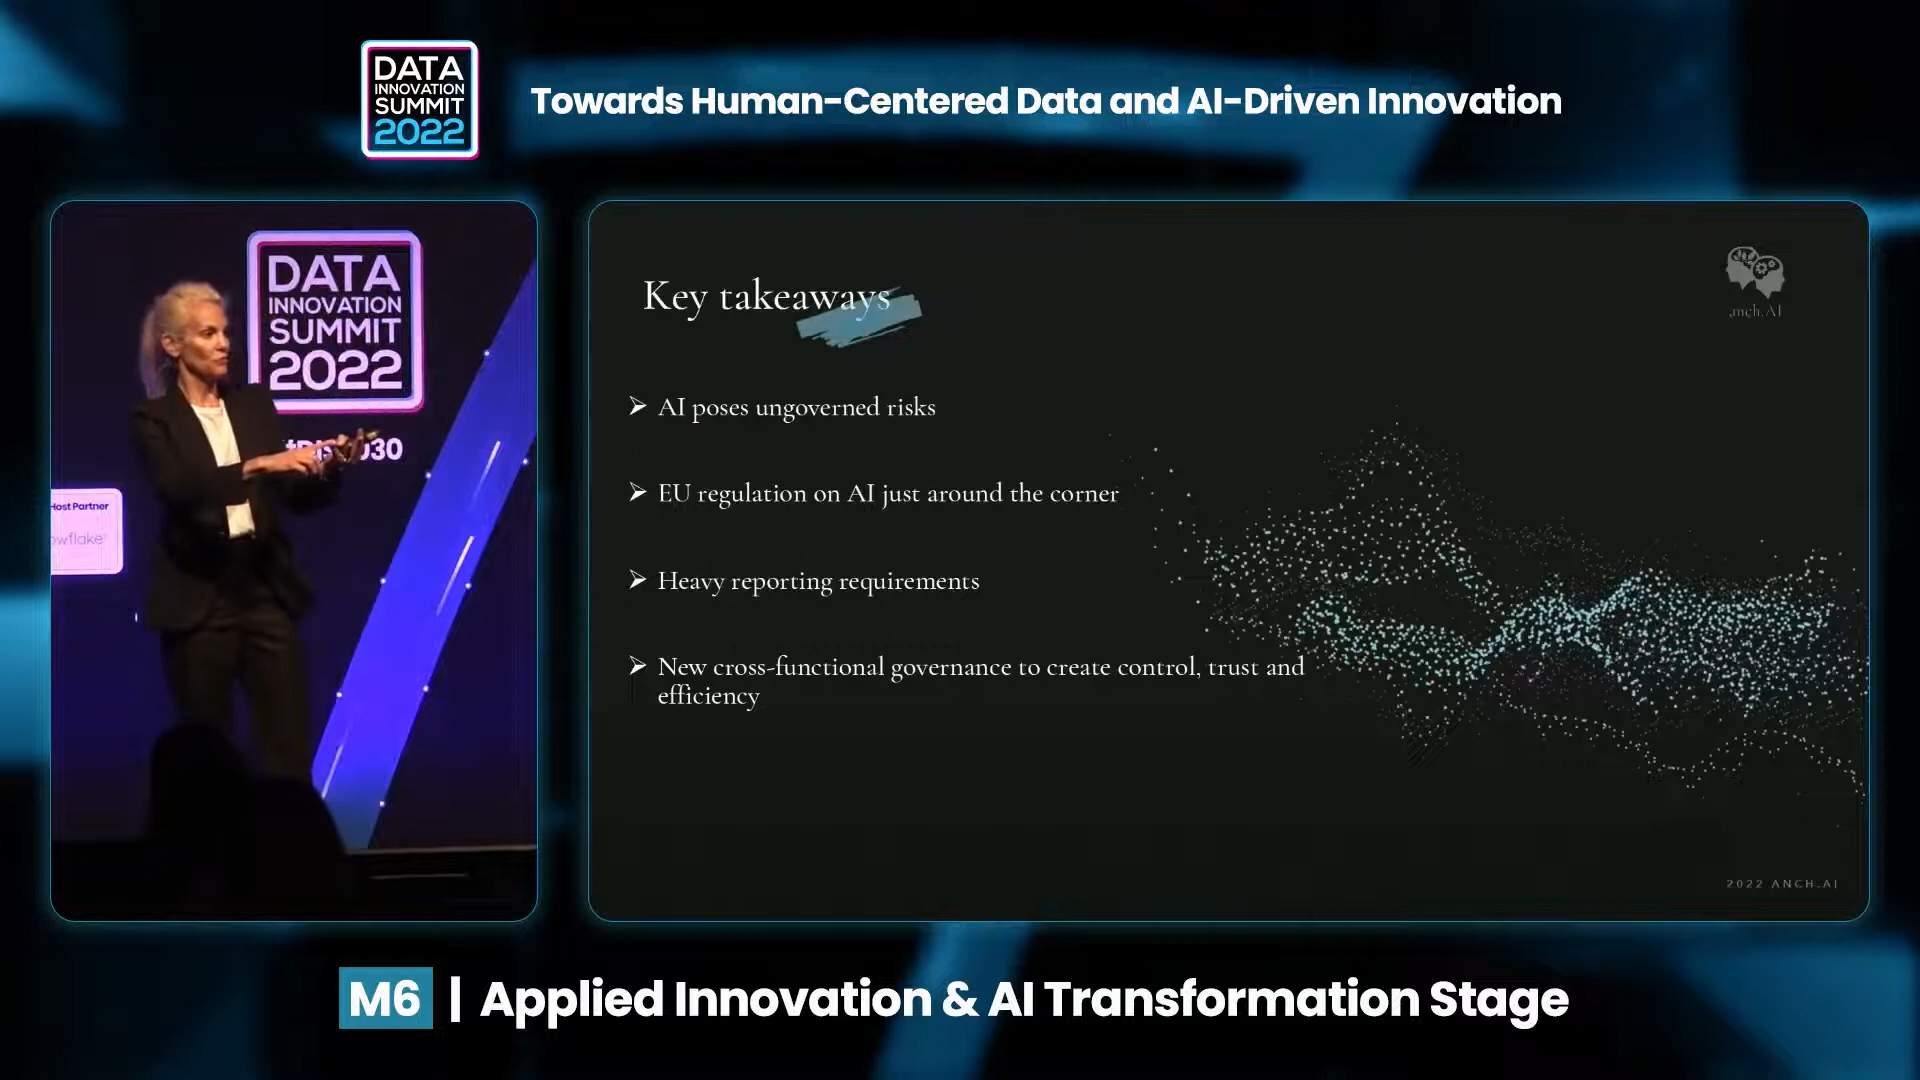 DATA
INNOVATION
SUMMIT
2022
Towards Human-Centered Data and AI-Driven Innovation
DATA
INNOVATION
SUMMIT
2022
Host Partner
Key takeaways
anch.AI
➢ AI poses ungoverned risks
➢ EU regulation on AI just around the corner
➢ Heavy reporting requirements
➢ New cross-functional governance to create control, trust and
efficiency
2022 ANCH.AI
M6 | Applied Innovation & AI Transformation Stage